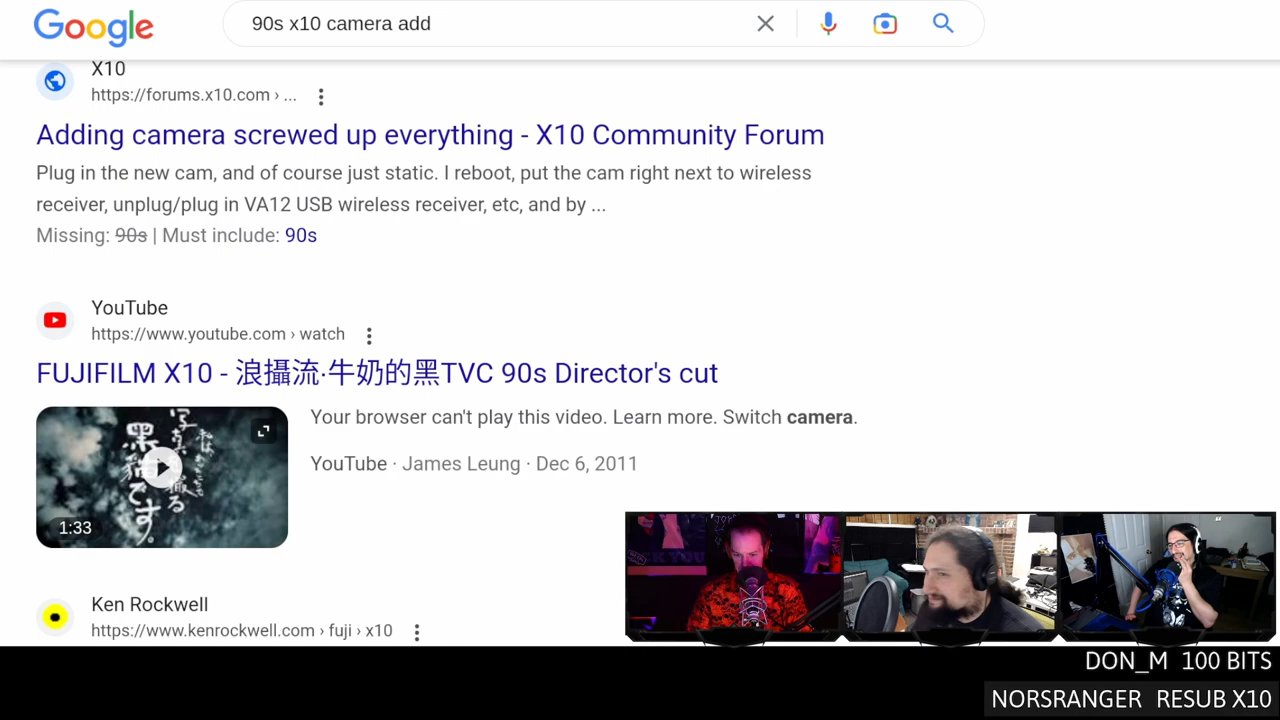 Google
90s x10 camera add
X10
https://forums.x10.com › ...
Adding camera screwed up everything - X10 Community Forum
Plug in the new cam, and of course just static. I reboot, put the cam right next to wireless
receiver, unplug/plug in VA12 USB wireless receiver, etc, and by ...
Missing: 90s | Must include: 90s
YouTube
https://www.youtube.com › watch
FUJIFILM X10 - 浪攝流·牛奶的黑TVC 90s Director's cut
Your browser can't play this video. Learn more. Switch camera.
YouTube · James Leung · Dec 6, 2011
1:33
Ken Rockwell
https://www.kenrockwell.com › fuji › x10
DON_M 100 BITS
NORSRANGER RESUB X10